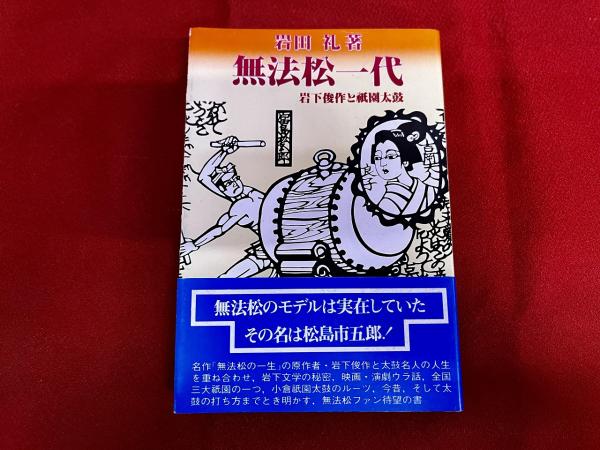 岩田 礼 著
無法松一代
岩下俊作と祇園太鼓
無法松のモデルは実在していた
その名は松島市五郎.!
名作「無法松の一生」の原作者・岩下俊作と太鼓名人の人生
を重ね合わせ、岩下文学の秘密、映画・演劇ウラ話、全国
三大祇園の一つ、小倉祇園太鼓のルーツ、今昔、そして太
鼓の打ち方までとき明かす、無法松ファン待望の書